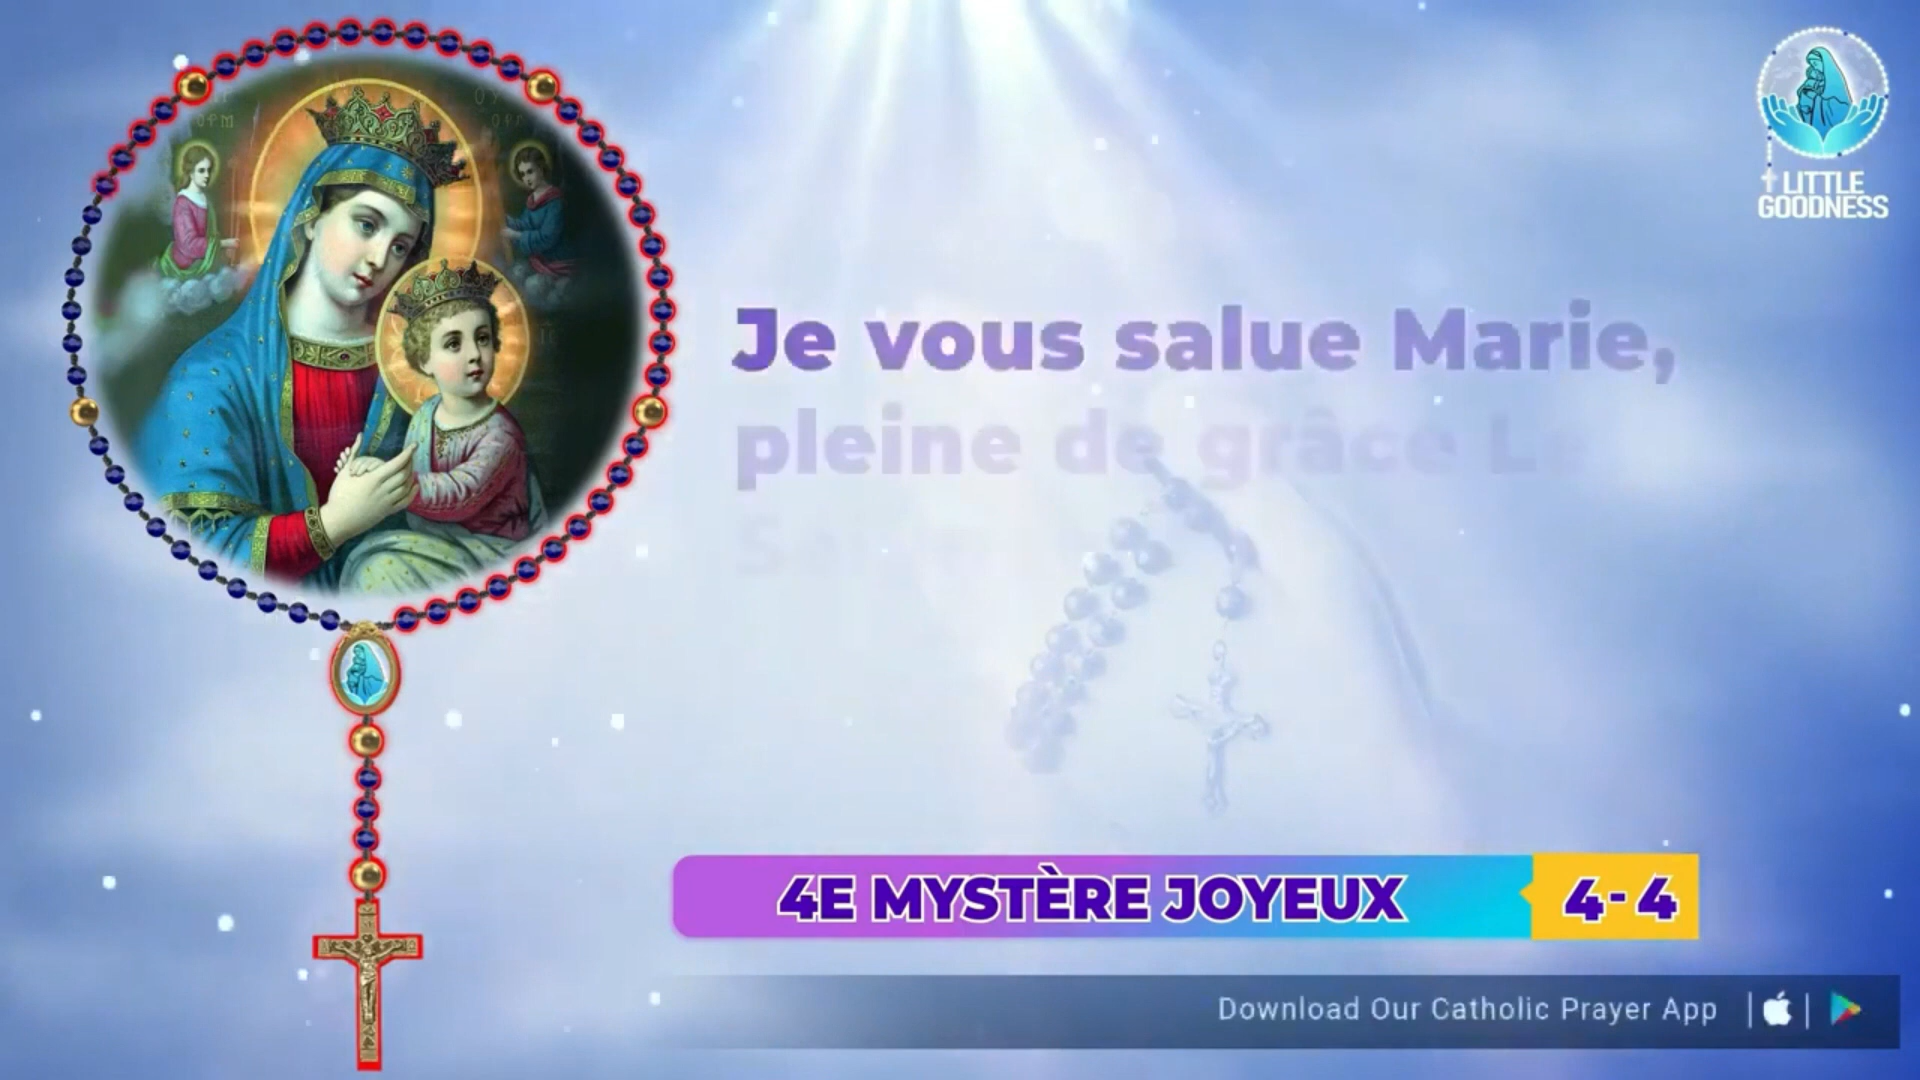 LITTLE
GOODNESS
Je vous salue Marie,
pleine de grâce Le
4E MYSTÈRE JOYEUX
4-4
Download Our Catholic Prayer App